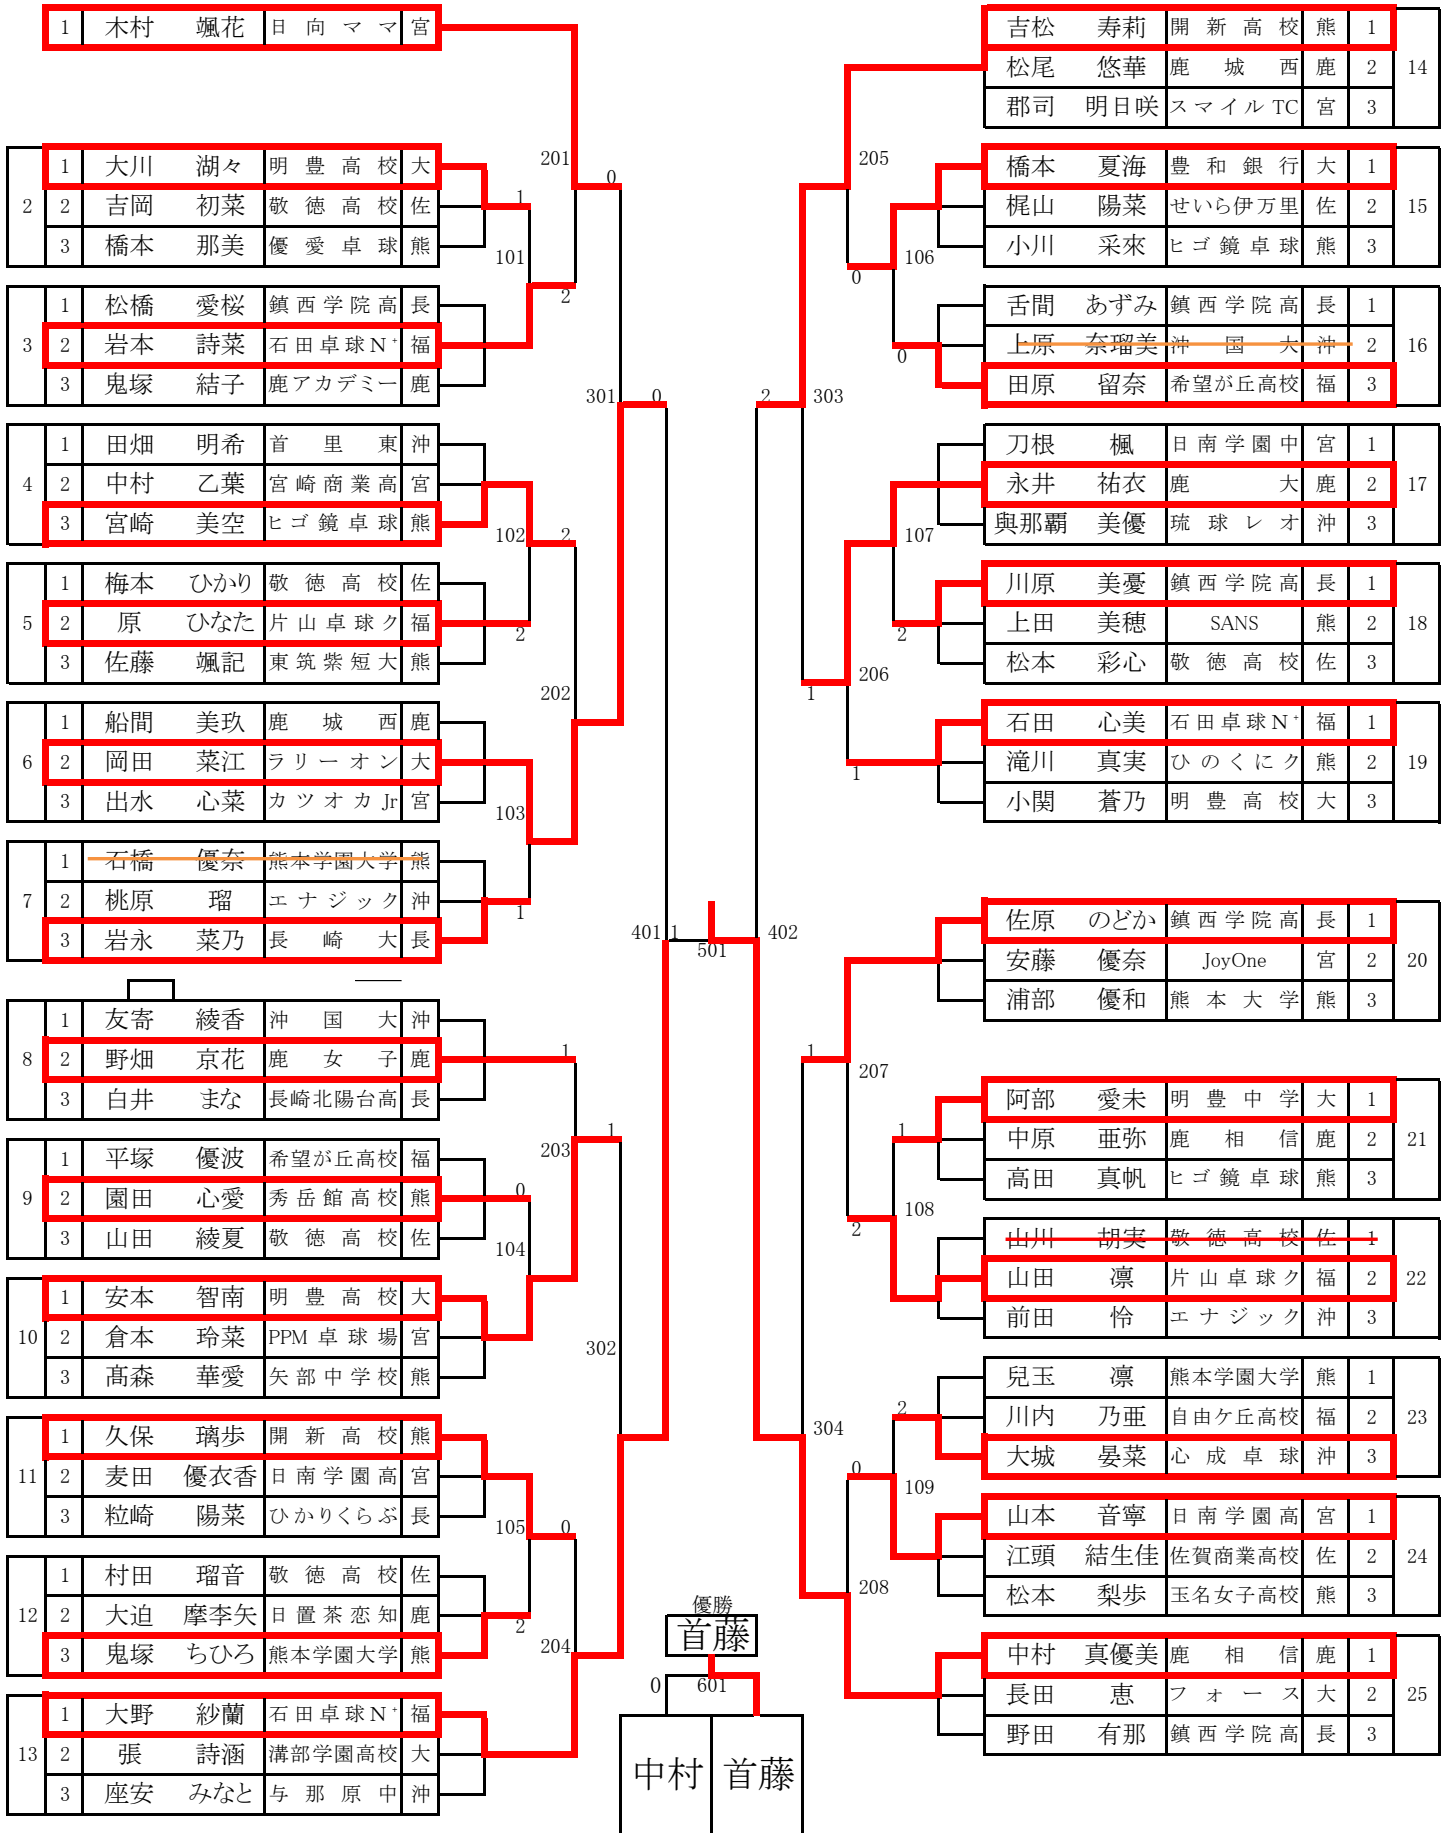 1 木村 颯花 日向ママ 宮
2
1 大川 湖々 明豊高校 大
2 吉岡 初菜 敬徳高校 佐
3 橋本 那美 優愛卓球 熊
3
1 松橋 愛桜 鎮西学院高 長
2 岩本 詩菜 石田卓球N+ 福
3 鬼塚 結子 鹿アカデミー 鹿
4
1 田畑 明希 首里東 沖
2 中村 乙葉 宮崎商業高 宮
3 宮崎 美空 ヒゴ鏡卓球 熊
5
1 梅本 ひかり 敬徳高校 佐
2 原 ひなた 片山卓球ク 福
3 佐藤 颯記 東筑紫短大 熊
6
1 船間 美玖 鹿城西 鹿
2 岡田 菜江 ラリーオン 大
3 出水 心菜 カツオカJr 宮
7
1 石橋 優奈 熊本学園大学 熊
2 桃原 瑠 エナジック 沖
3 岩永 菜乃 長崎大 長
8
1 友寄 綾香 沖国大 沖
2 野畑 京花 鹿女子 鹿
3 白井 まな 長崎北陽台高 長
9
1 平塚 優波 希望が丘高校 福
2 園田 心愛 秀岳館高校 熊
3 山田 綾夏 敬徳高校 佐
10
1 安本 智南 明豊高校 大
2 倉本 玲菜 PPM卓球場 宮
3 髙森 華愛 矢部中学校 熊
11
1 久保 璃歩 開新高校 熊
2 麦田 優衣香 日南学園高 宮
3 粒崎 陽菜 ひかりくらぶ 長
12
1 村田 瑠音 敬徳高校 佐
2 大迫 摩李矢 日置茶恋知 鹿
3 鬼塚 ちひろ 熊本学園大学 熊
13
1 大野 紗蘭 石田卓球N+ 福
2 張 詩涵 溝部学園高校 大
3 座安 みなと 与那原中 沖
201 0
1
101
2
301 0
102 2
2
202
103
1
401 1
1
203 1
0
104
302
105 0
2
204
501
402
優勝
首藤
0 601
中村 首藤
205
106
0
0
2 303
107
2
206
1
1
1
207
1
108
2
2 304
0
109
208
吉松 寿莉 開新高校 熊 1
松尾 悠華 鹿城西 鹿 2
郡司 明日咲 スマイルTC 宮 3
14
橋本 夏海 豊和銀行 大 1
梶山 陽菜 せいら伊万里 佐 2
小川 采來 ヒゴ鏡卓球 熊 3
15
舌間 あずみ 鎮西学院高 長 1
上原 奈瑠美 沖国大 沖 2
田原 留奈 希望が丘高校 福 3
16
刀根 楓 日南学園中 宮 1
永井 祐衣 鹿大 鹿 2
與那覇 美優 琉球レオ 沖 3
17
川原 美憂 鎮西学院高 長 1
上田 美穂 SANS 熊 2
松本 彩心 敬徳高校 佐 3
18
石田 心美 石田卓球N+ 福 1
滝川 真実 ひのくにク 熊 2
小関 蒼乃 明豊高校 大 3
19
佐原 のどか 鎮西学院高 長 1
安藤 優奈 JoyOne 宮 2
浦部 優和 熊本大学 熊 3
20
阿部 愛未 明豊中学 大 1
中原 亜弥 鹿相信 鹿 2
高田 真帆 ヒゴ鏡卓球 熊 3
21
山川 胡実 敬徳高校 佐 1
山田 凛 片山卓球ク 福 2
前田 怜 エナジック 沖 3
22
兒玉 凛 熊本学園大学 熊 1
川内 乃亜 自由ケ丘高校 福 2
大城 晏菜 心成卓球 沖 3
23
山本 音寧 日南学園高 宮 1
江頭 結生佳 佐賀商業高校 佐 2
松本 梨歩 玉名女子高校 熊 3
24
中村 真優美 鹿相信 鹿 1
長田 恵 フォース 大 2
野田 有那 鎮西学院高 長 3
25